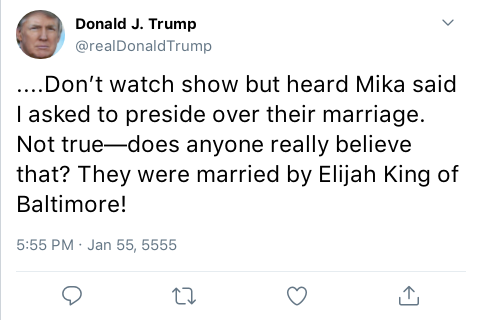 Donald J. Trump
@realDonaldTrump
....Don’t watch show but heard Mika said
I asked to preside over their marriage.
Not true—does anyone really believe
that? They were married by Elijah King of
Baltimore!
5:55 PM · Jan 55, 5555